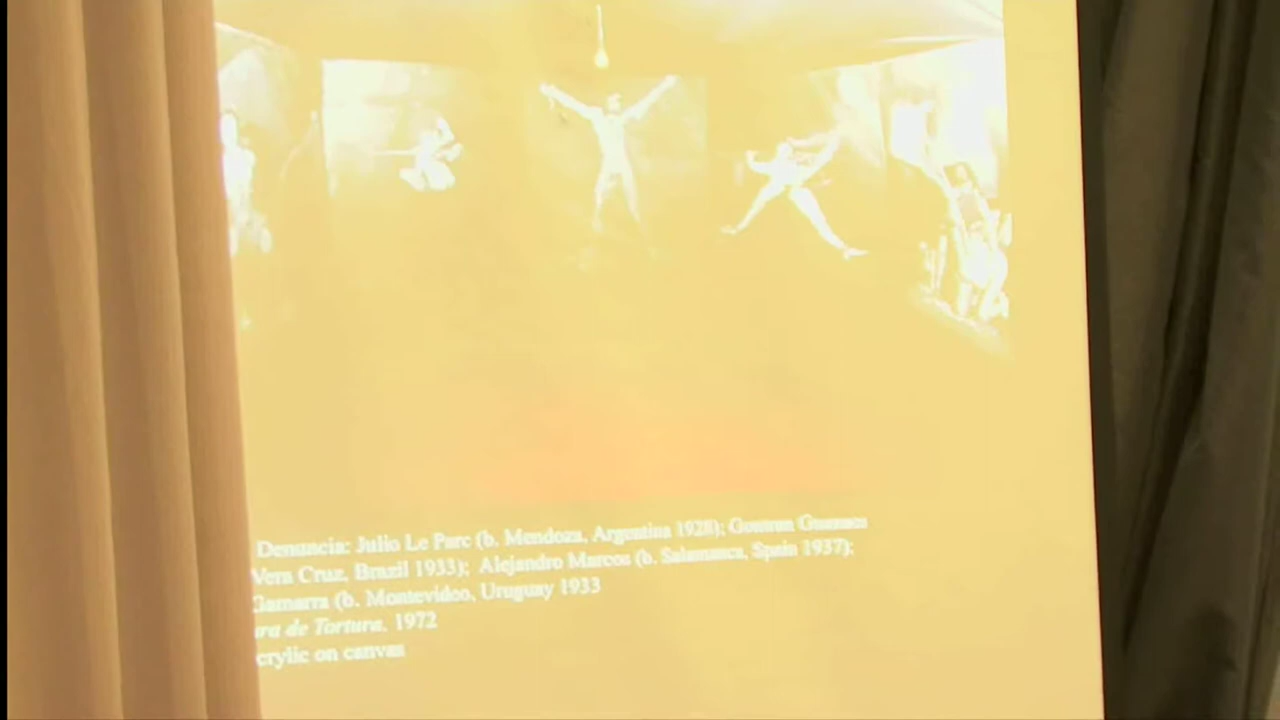 Denuncia: Julio Le Parc (b. Mendoza, Argentina 1928); Gontran Guanaes
Vera Cruz, Brazil 1933); Alejandro Marcos (b. Salamanca, Spain 1937);
Gamarra (b. Montevideo, Uruguay 1933
ura de Tortura, 1972
crylic on canvas